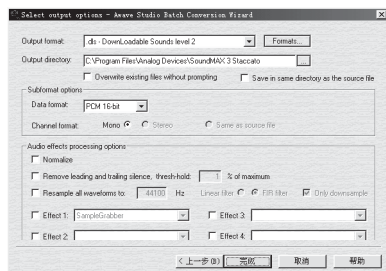 Select output options - Awave Studio Batch Conversion Wizard
Output format: .dls - DownLoadable Sounds level 2 Formats...
Output directory: C:\Program Files\Analog Devices\SoundMAX 3 Staccato ...
Overwrite existing files without prompting Save in same directory as the source file
Subformat options
Data format: PCM 16-bit
Channel format: Mono Stereo Same as source file
Audio effects processing options
Normalize
Remove leading and trailing silence, thresh-hold: 1 % of maximum
Resample all waveforms to: 44100 Hz Linear filter FIR filter Only downsample
Effect 1: SampleGrabber Effect 3:
Effect 2: Effect 4:
< 上一步(B) 完成 取消 帮助